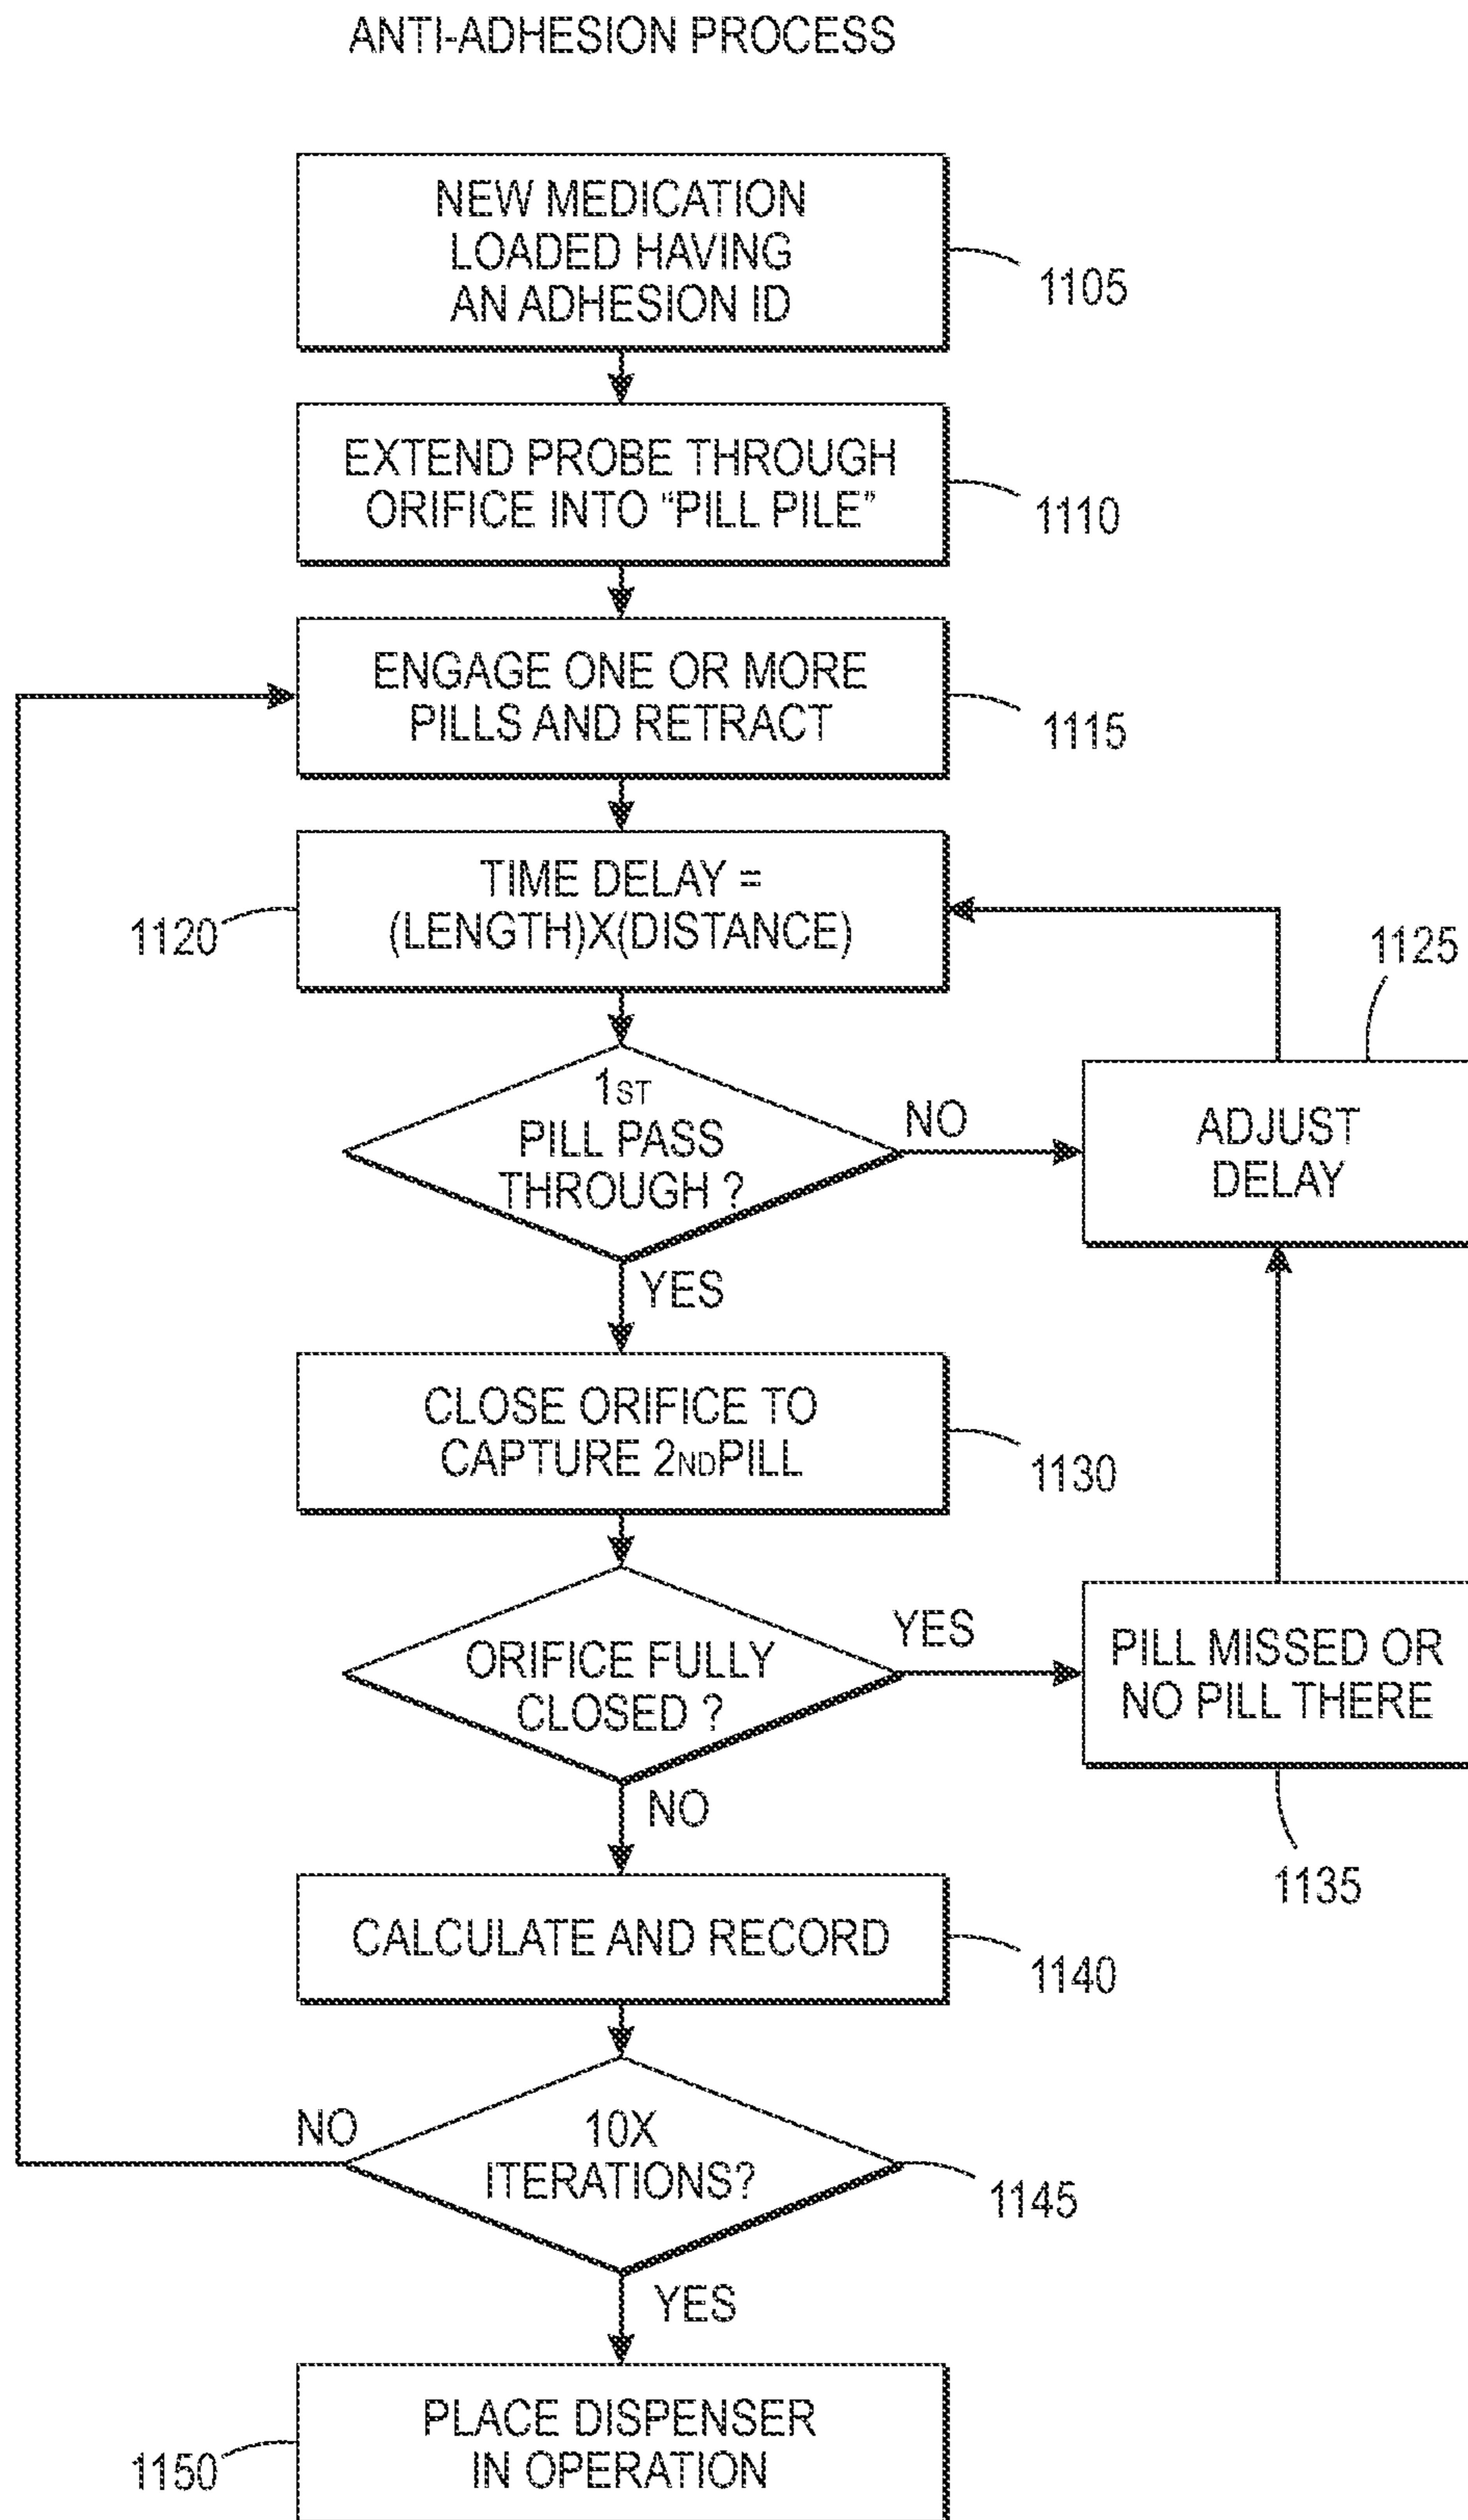 ANTI-ADHESION PROCESS
NEW MEDICATION
LOADED HAVING
AN ADHESION ID
1105
EXTEND PROBE THROUGH
ORIFICE INTO “PILL PILE”
1110
ENGAGE ONE OR MORE
PILLS AND RETRACT
1115
TIME DELAY =
(LENGTH)X(DISTANCE)
1120
1125
1ST
PILL PASS
THROUGH ?
NO
ADJUST
DELAY
YES
CLOSE ORIFICE TO
CAPTURE 2ND PILL
1130
ORIFICE FULLY
CLOSED ?
YES
PILL MISSED OR
NO PILL THERE
1135
NO
CALCULATE AND RECORD
1140
NO
10X
ITERATIONS?
1145
YES
PLACE DISPENSER
IN OPERATION
1150